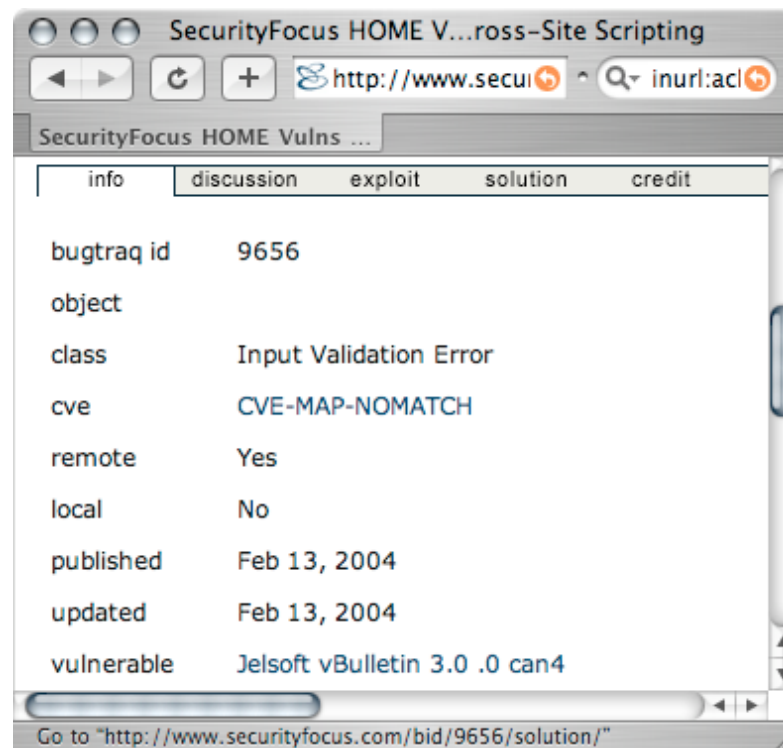 SecurityFocus HOME V...ross-Site Scripting
http://www.secu inurl:acl
SecurityFocus HOME Vulns ...
info discussion exploit solution credit
bugtraq id 9656
object
class Input Validation Error
cve CVE-MAP-NOMATCH
remote Yes
local No
published Feb 13, 2004
updated Feb 13, 2004
vulnerable Jelsoft vBulletin 3.0 .0 can4
Go to "http://www.securityfocus.com/bid/9656/solution/"